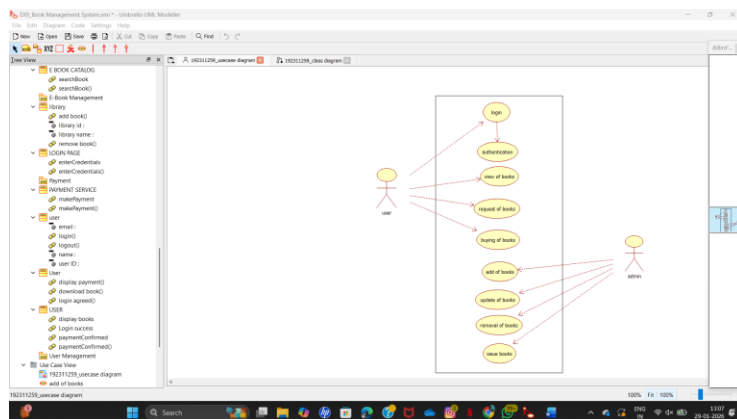 EX9_Book Management System.xmi * - Umbrello UML Modeller
File Edit Diagram Code Settings Help
New Open Save Cut Copy Paste Find
XYZ
Tree View
192311259_usecase diagram
192311259_class diagram
E BOOK CATALOG
searchBook
searchBook()
E-Book Management
library
add book()
library id :
library name :
remove book()
LOGIN PAGE
enterCredentials
enterCredentials()
Payment
PAYMENT SERVICE
makePayment
makePayment()
user
email :
login()
logout()
name :
user ID :
User
display payment()
download book()
login agreed()
USER
display books
Login success
paymentConfirmed
paymentConfirmed()
User Management
Use Case View
192311259_usecase diagram
add of books
login
authentication
view of books
request of books
buying of books
add of books
update of books
removal of books
issue books
user
admin
192311259_usecase diagram
100% Fit 100%
Search
ENG
IN
11:07
29-01-2026